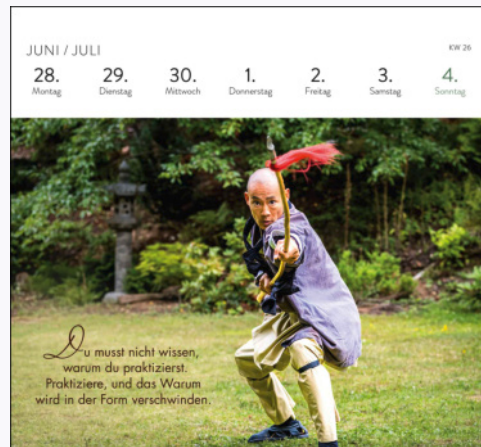 JUNI / JULI
KW 26
28. 29. 30. 1. 2. 3. 4.
Montag Dienstag Mittwoch Donnerstag Freitag Samstag Sonntag
Du musst nicht wissen,
warum du praktizierst.
Praktiziere, und das Warum
wird in der Form verschwinden.